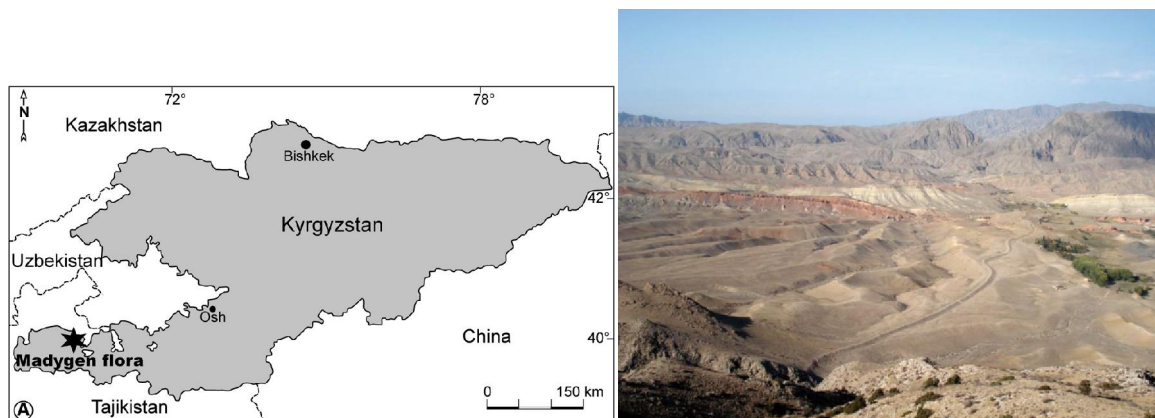 72°
78°
N
Kazakhstan
Bishkek
42°
Kyrgyzstan
Uzbekistan
Osh
40°
Madygen flora
China
0 150 km
A
Tajikistan